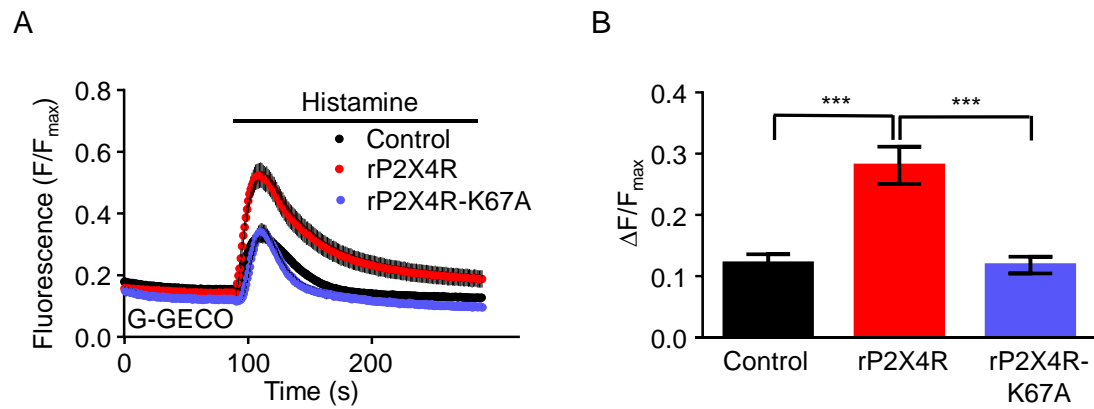 A
Fluorescence (F/Fmax)
0.8
0.6
0.4
0.2
0.0
Histamine
Control
rP2X4R
rP2X4R-K67A
G-GECO
0
100
200
Time (s)
B
ΔF/Fmax
0.4
0.3
0.2
0.1
0.0
***
***
Control
rP2X4R
rP2X4R-
K67A